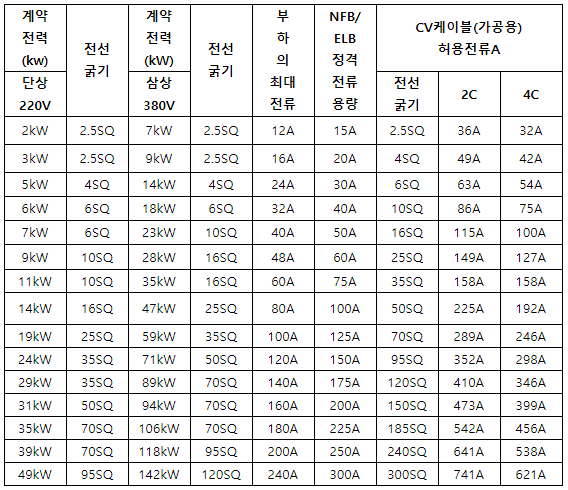 계약 전력 (kw) 전선 굵기 계약 전력 (kW) 전선 굵기 부하의 최대 전류 NFB/ELB 정격 전류 용량 CV케이블(가공용) 허용전류A
단상 220V 삼상 380V 전선 굵기 2C 4C
2kW 2.5SQ 7kW 2.5SQ 12A 15A 2.5SQ 36A 32A
3kW 2.5SQ 9kW 2.5SQ 16A 20A 4SQ 49A 42A
5kW 4SQ 14kW 4SQ 24A 30A 6SQ 63A 54A
6kW 6SQ 18kW 6SQ 32A 40A 10SQ 86A 75A
7kW 6SQ 23kW 10SQ 40A 50A 16SQ 115A 100A
9kW 10SQ 28kW 16SQ 48A 60A 25SQ 149A 127A
11kW 10SQ 35kW 16SQ 60A 75A 35SQ 158A 158A
14kW 16SQ 47kW 25SQ 80A 100A 50SQ 225A 192A
19kW 25SQ 59kW 35SQ 100A 125A 70SQ 289A 246A
24kW 35SQ 71kW 50SQ 120A 150A 95SQ 352A 298A
29kW 35SQ 89kW 70SQ 140A 175A 120SQ 410A 346A
31kW 50SQ 94kW 70SQ 160A 200A 150SQ 473A 399A
35kW 70SQ 106kW 70SQ 180A 225A 185SQ 542A 456A
39kW 70SQ 118kW 95SQ 200A 250A 240SQ 641A 538A
49kW 95SQ 142kW 120SQ 240A 300A 300SQ 741A 621A